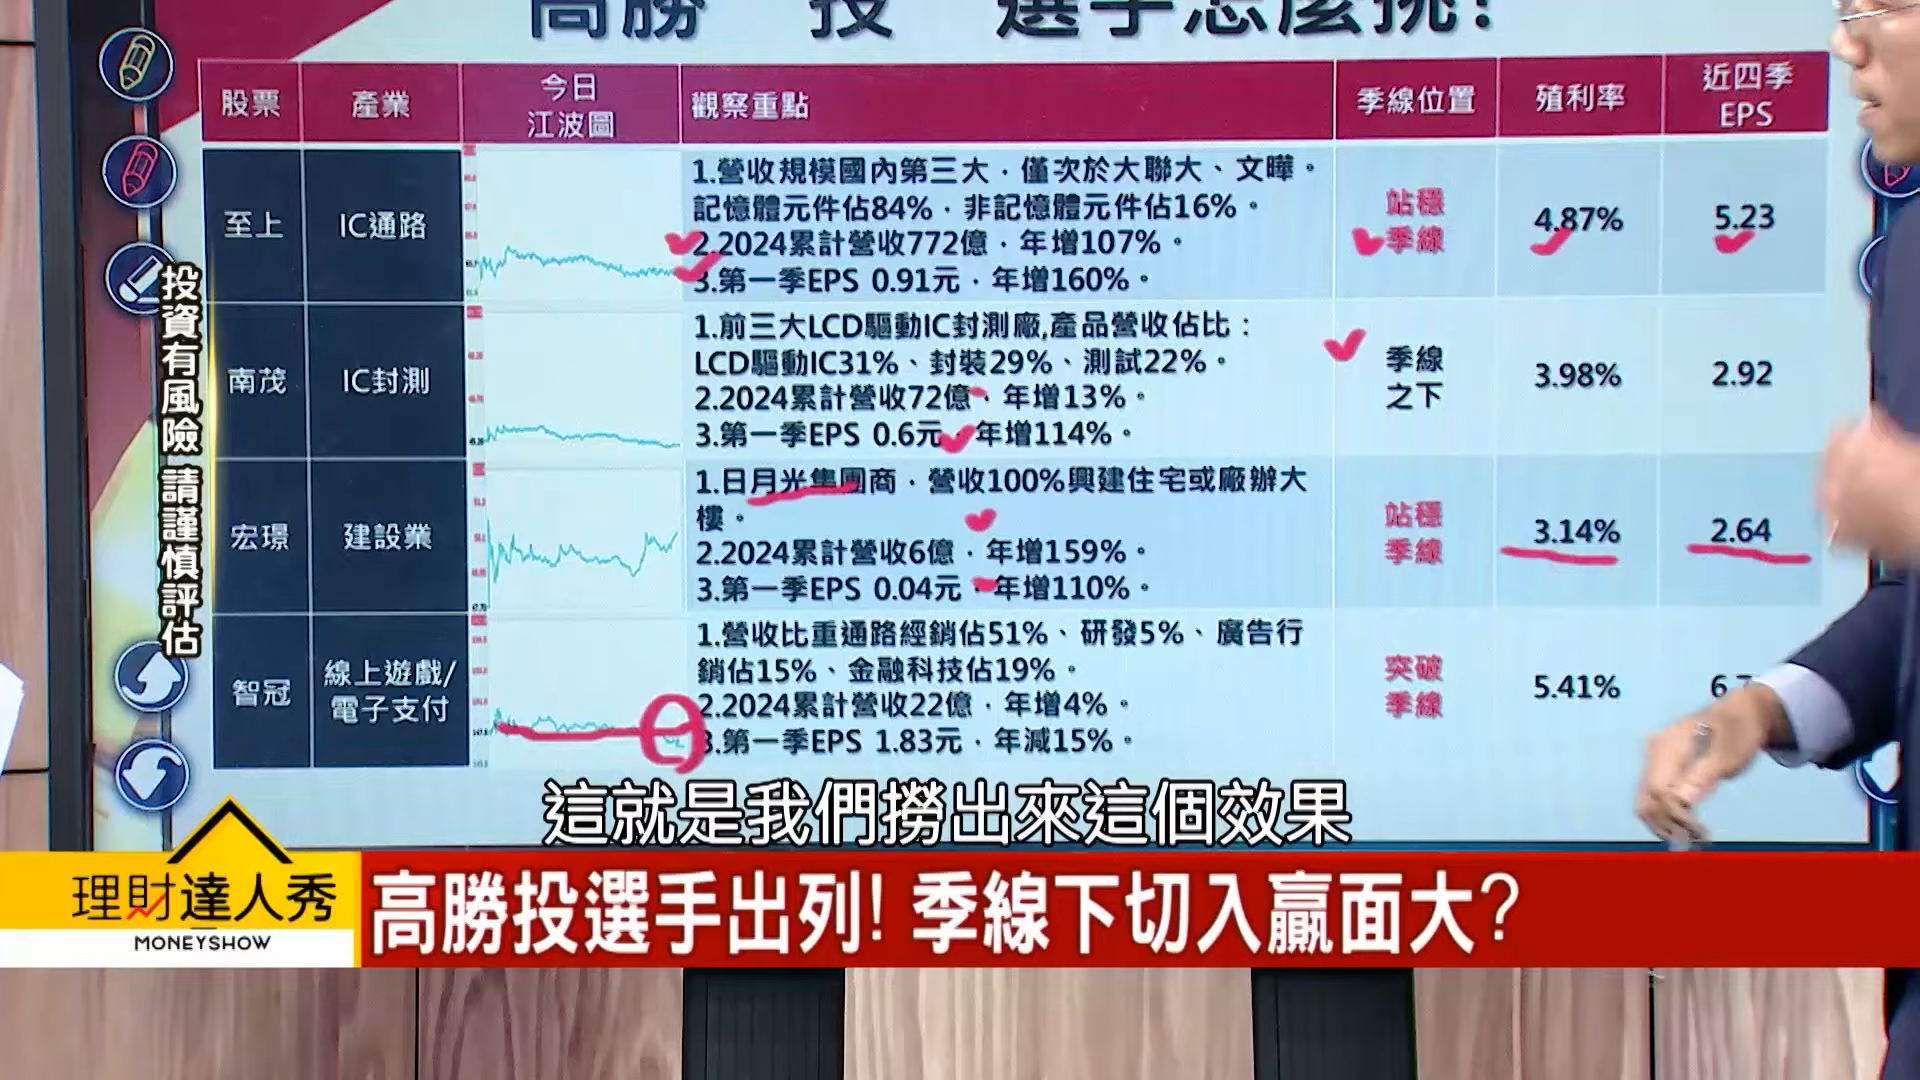 高勝 投 選手怎麼挑?
股票 產業 今日江波圖 觀察重點 季線位置 殖利率 近四季EPS
至上 IC通路
1.營收規模國內第三大，僅次於大聯大、文曄。
記憶體元件佔84%，非記憶體元件佔16%。
2.2024累計營收772億，年增107%。
3.第一季EPS 0.91元，年增160%。
站穩
季線
4.87% 5.23
南茂 IC封測
1.前三大LCD驅動IC封測廠,產品營收佔比：
LCD驅動IC31%、封裝29%、測試22%。
2.2024累計營收72億、年增13%。
3.第一季EPS 0.6元，年增114%。
季線
之下
3.98% 2.92
宏璟 建設業
1.日月光集團商，營收100%興建住宅或廠辦大
樓。
2.2024累計營收6億，年增159%。
3.第一季EPS 0.04元，年增110%。
站穩
季線
3.14% 2.64
智冠
線上遊戲/
電子支付
1.營收比重通路經銷佔51%、研發5%、廣告行
銷佔15%、金融科技佔19%。
2.2024累計營收22億，年增4%。
3.第一季EPS 1.83元，年減15%。
突破
季線
5.41%
投資有風險 請謹慎評估
這就是我們撈出來這個效果
理財達人秀
MONEYSHOW
高勝投選手出列! 季線下切入贏面大?